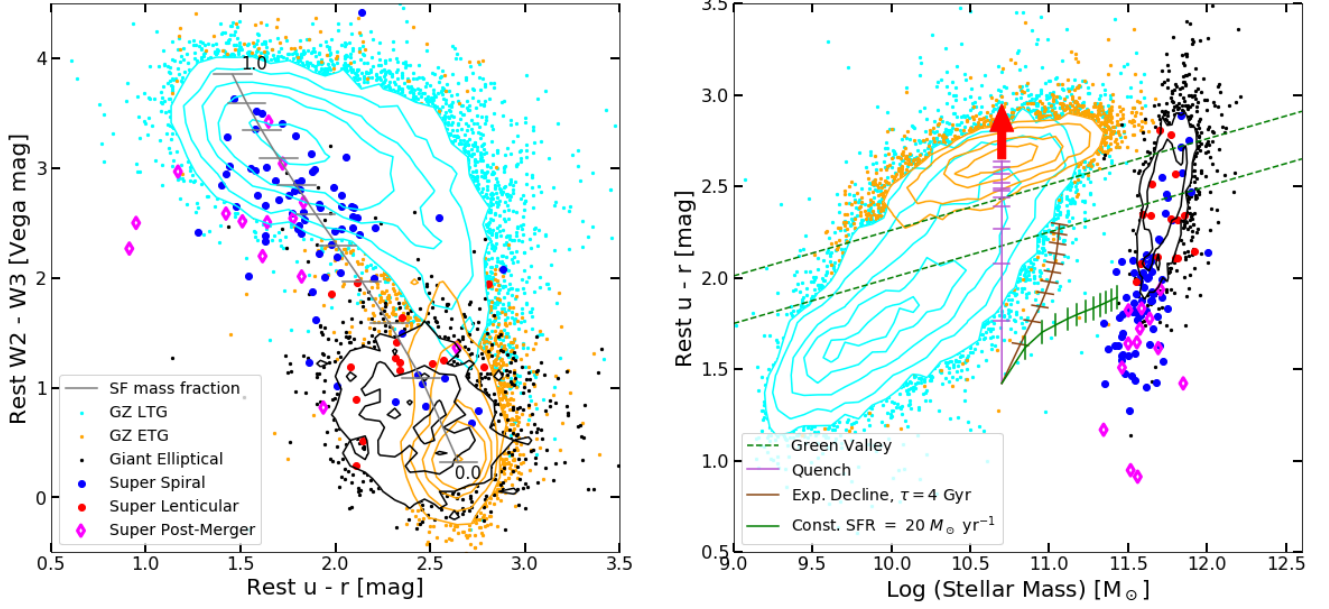 Rest W2 - W3 [Vega mag]
4
3
2
1
0
1.0
0.0
SF mass fraction
GZ LTG
GZ ETG
Giant Elliptical
Super Spiral
Super Lenticular
Super Post-Merger
0.5 1.0 1.5 2.0 2.5 3.0 3.5
Rest u - r [mag]
Rest u - r [mag]
3.5
3.0
2.5
2.0
1.5
1.0
0.5
Green Valley
Quench
Exp. Decline, τ = 4 Gyr
Const. SFR = 20 M⊙ yr⁻¹
9.0 9.5 10.0 10.5 11.0 11.5 12.0 12.5
Log (Stellar Mass) [M⊙]